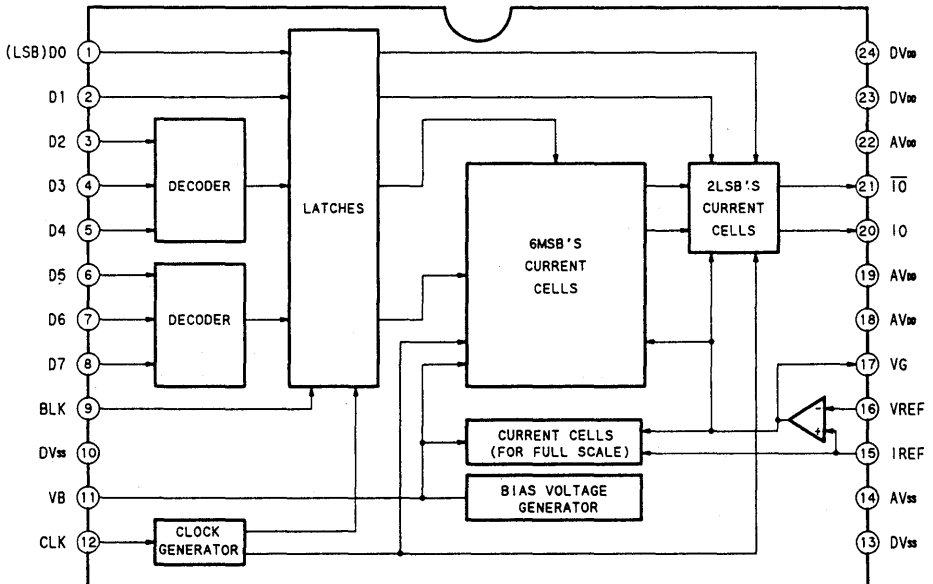 (LSB)D0 1
D1 2
D2 3
D3 4
D4 5
D5 6
D6 7
D7 8
BLK 9
DVss 10
VB 11
CLK 12
DECODER
DECODER
LATCHES
CLOCK
GENERATOR
6MSB'S
CURRENT
CELLS
2LSB'S
CURRENT
CELLS
CURRENT CELLS
(FOR FULL SCALE)
BIAS VOLTAGE
GENERATOR
-
+
24 DVDD
23 DVDD
22 AVDD
21 I̅O̅
20 IO
19 AVDD
18 AVDD
17 VG
16 VREF
15 IREF
14 AVss
13 DVss